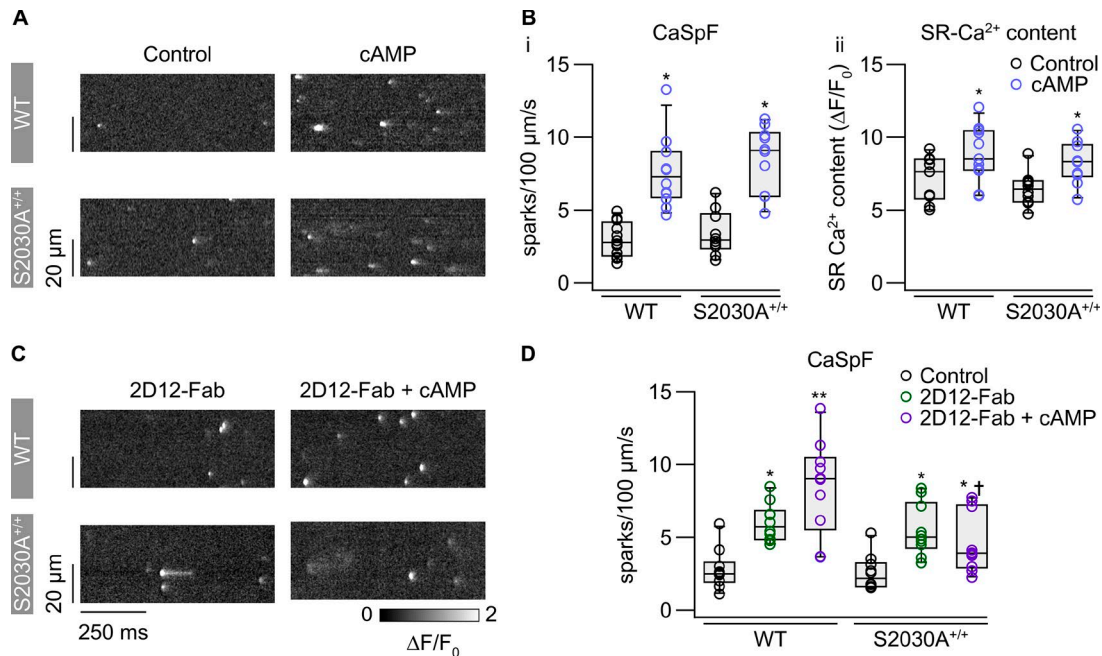 A
Control
cAMP
WT
S2030A+/+
20 µm
B
i
CaSpF
sparks/100 µm/s
15
10
5
0
*
*
WT
S2030A+/+
ii
SR-Ca2+ content
Control
cAMP
SR Ca2+ content (ΔF/F0)
15
10
5
0
*
*
WT
S2030A+/+
C
2D12-Fab
2D12-Fab + cAMP
WT
S2030A+/+
20 µm
250 ms
0
2
ΔF/F0
D
CaSpF
Control
2D12-Fab
2D12-Fab + cAMP
sparks/100 µm/s
15
10
5
0
*
**
*
* †
WT
S2030A+/+